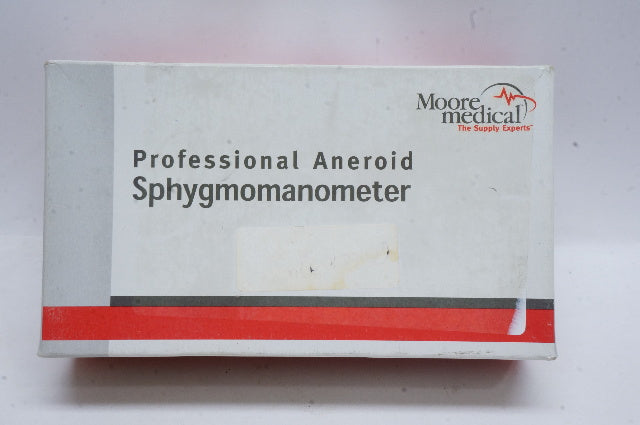 Moore
medical
The Supply Experts™
Professional Aneroid
Sphygmomanometer